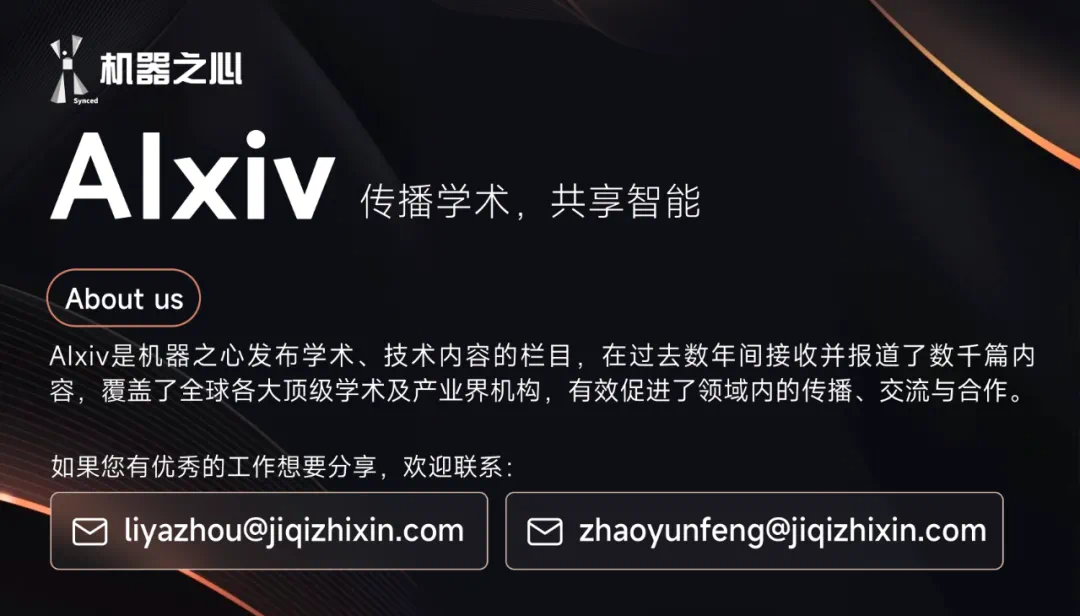 机器之心
Synced
AIxiv 传播学术，共享智能
About us
AIxiv是机器之心发布学术、技术内容的栏目，在过去数年间接收并报道了数千篇内
容，覆盖了全球各大顶级学术及产业界机构，有效促进了领域内的传播、交流与合作。
如果您有优秀的工作想要分享，欢迎联系：
liyazhou@jiqizhixin.com
zhaoyunfeng@jiqizhixin.com